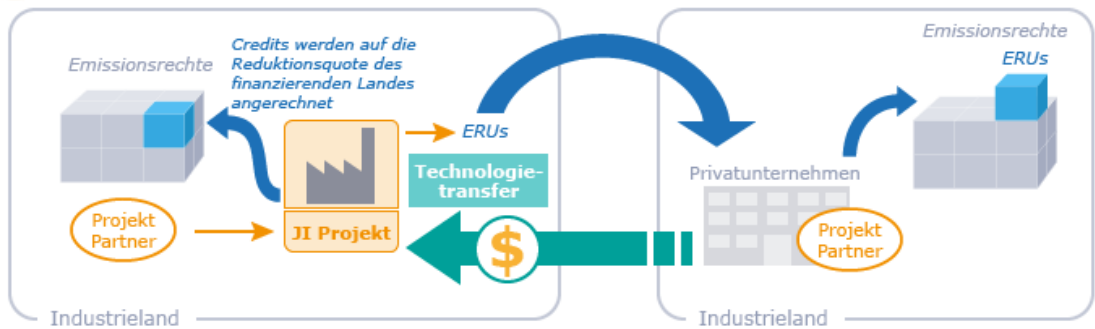 Emissionsrechte
Credits werden auf die
Reduktionsquote des
finanzierenden Landes
angerechnet
ERUs
Technologie-
transfer
Projekt
Partner
JI Projekt
$
Industrieland
Emissionsrechte
ERUs
Privatunternehmen
Projekt
Partner
Industrieland